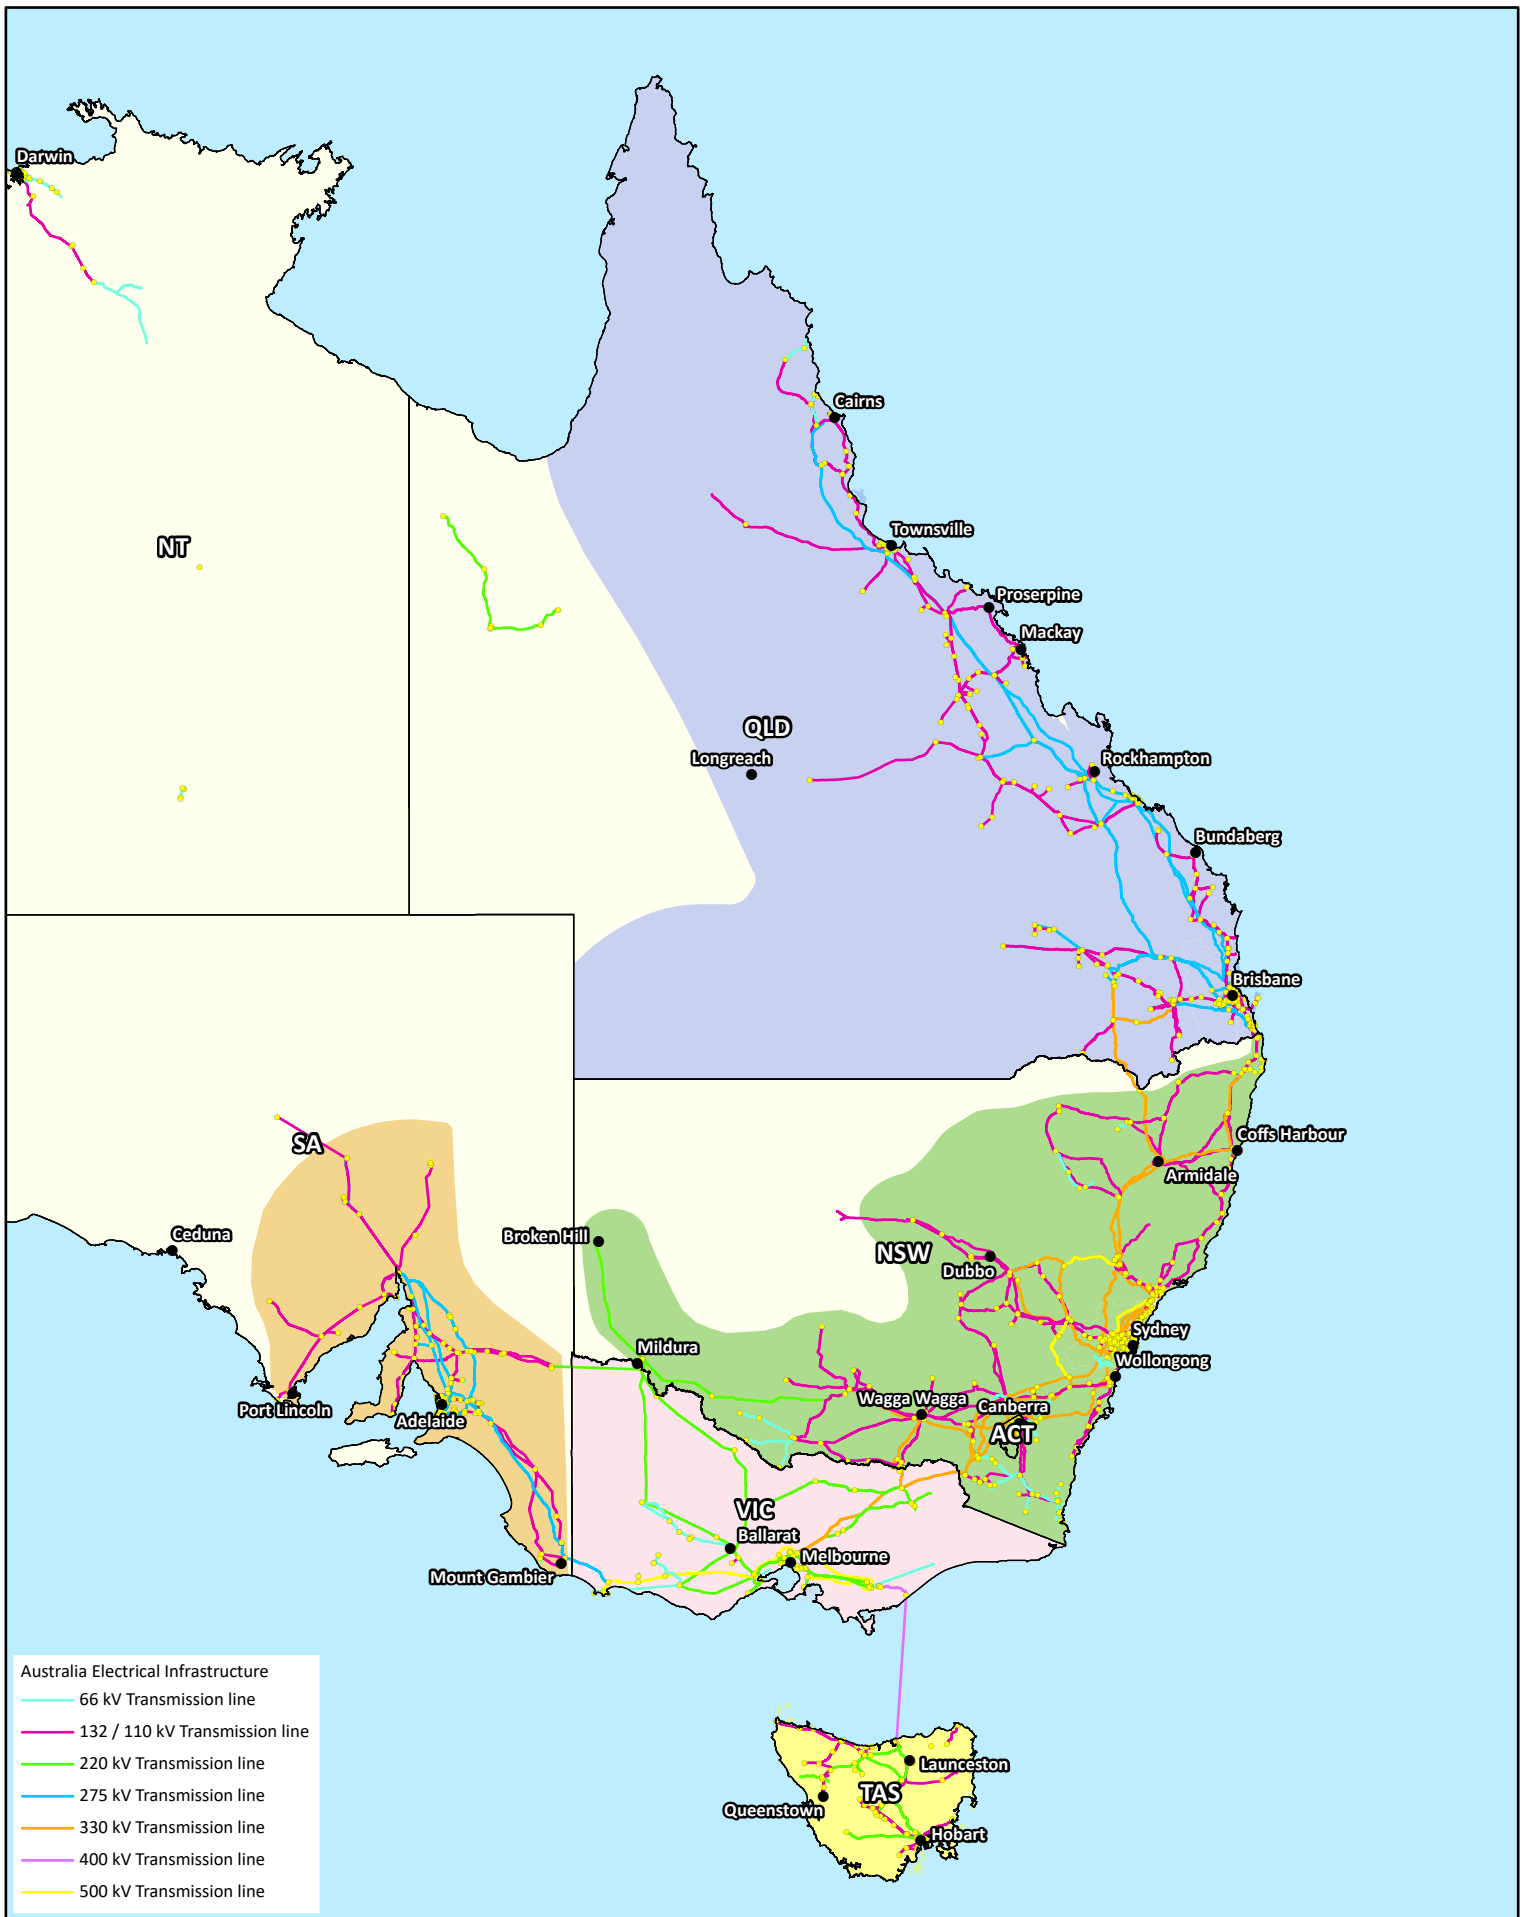 Darwin
Cairns
Townsville
NT
Proserpine
Mackay
QLD
Longreach
Rockhampton
Bundaberg
Brisbane
SA
Coffs Harbour
Armidale
Ceduna
Broken Hill
NSW
Dubbo
Sydney
Mildura
Wollongong
Wagga Wagga
Canberra
Port Lincoln
Adelaide
ACT
VIC
Ballarat
Melbourne
Mount Gambier
Australia Electrical Infrastructure
66 kV Transmission line
132 / 110 kV Transmission line
220 kV Transmission line
275 kV Transmission line
330 kV Transmission line
400 kV Transmission line
500 kV Transmission line
Launceston
TAS
Queenstown
Hobart